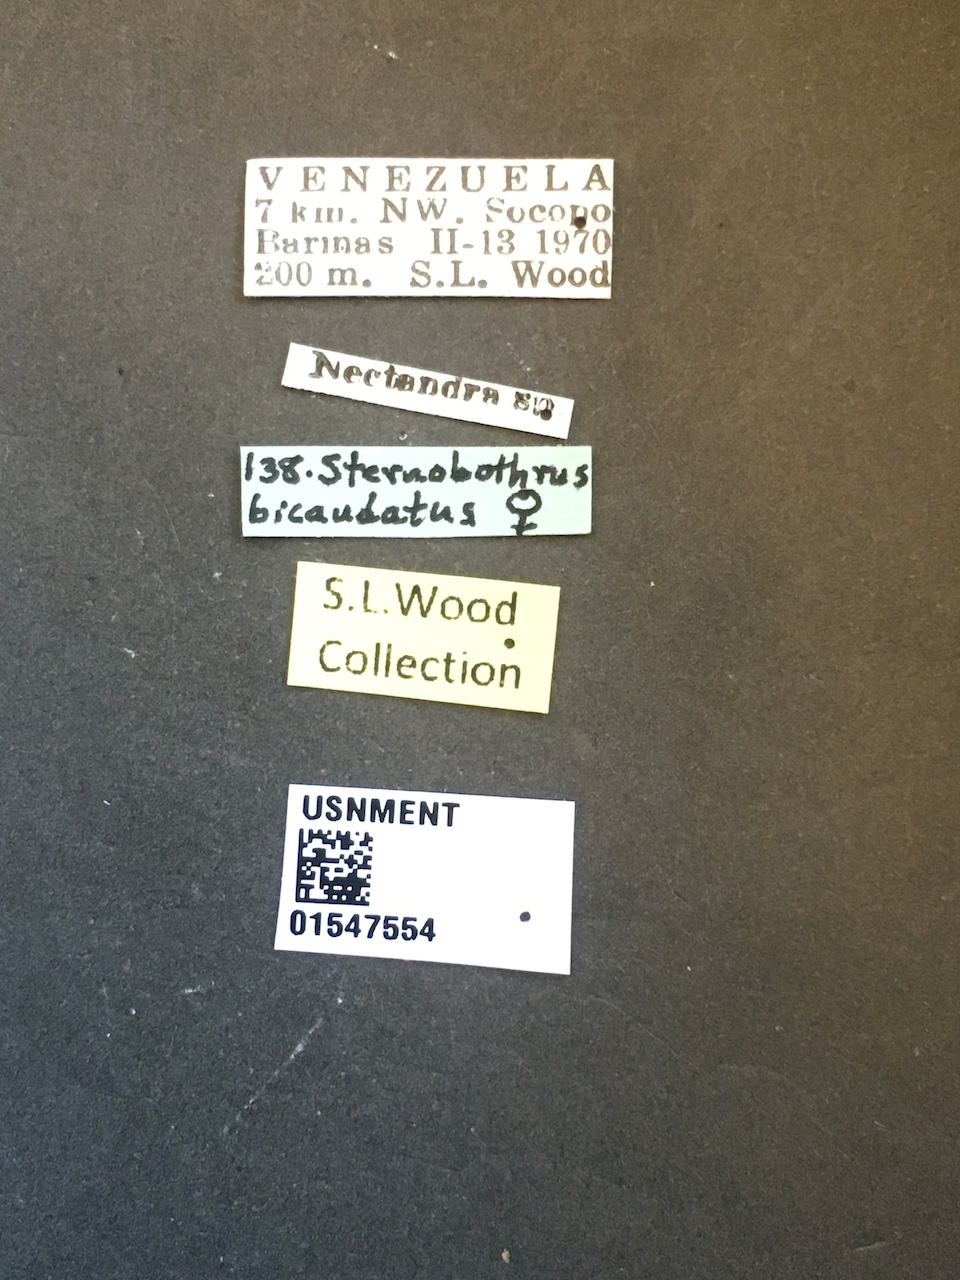 VENEZUELA
7 km. NW. Socopo
Barinas II-13 1970
200 m. S.L. Wood
Nectandra sp
138. Sternobothrus
bicaudatus ♀
S.L.Wood
Collection
USNMENT
01547554